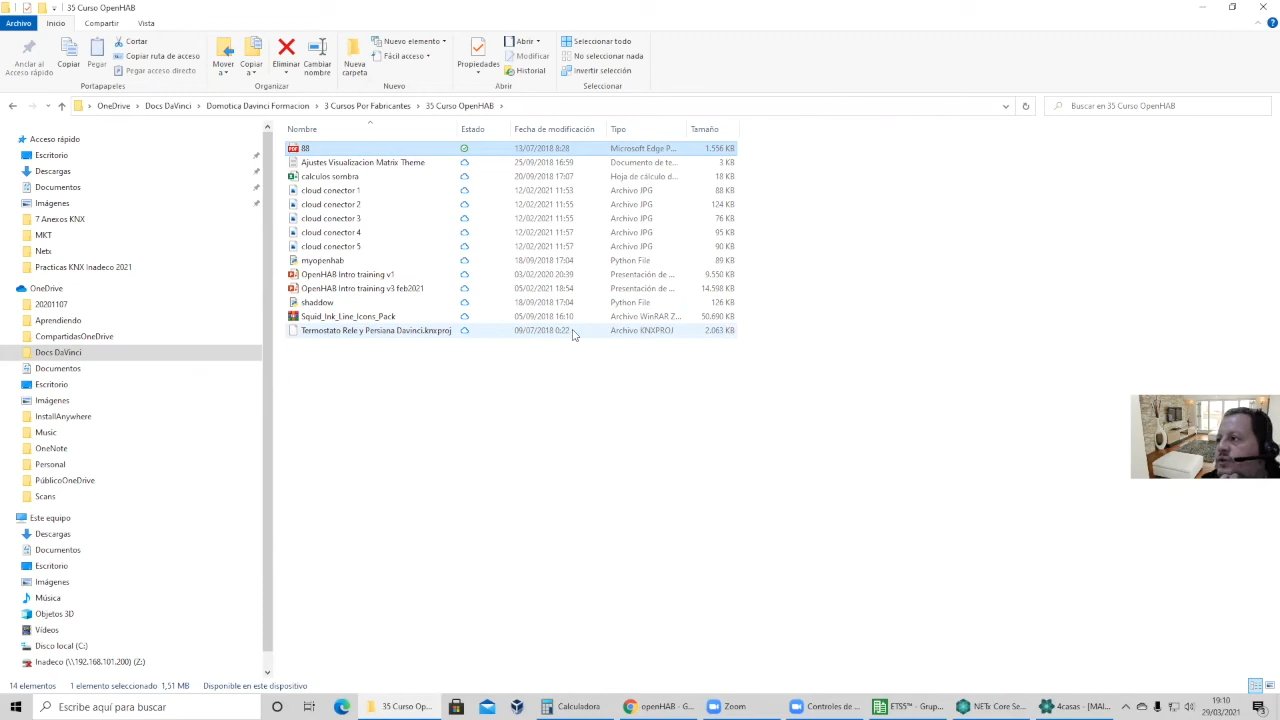 35 Curso OpenHAB
Archivo Inicio Compartir Vista
Anclar al Acceso rápido
Copiar
Pegar
Cortar
Copiar ruta de acceso
Pegar acceso directo
Mover a
Copiar a
Eliminar
Cambiar nombre
Nueva carpeta
Nuevo elemento
Fácil acceso
Propiedades
Abrir
Modificar
Historial
Seleccionar todo
No seleccionar nada
Invertir selección
Portapapeles Organizar Nuevo Abrir Seleccionar
OneDrive > Docs DaVinci > Domotica Davinci Formacion > 3 Cursos Por Fabricantes > 35 Curso OpenHAB >
Buscar en 35 Curso OpenHAB
Acceso rápido
Escritorio
Descargas
Documentos
Imágenes
7 Anexos KNX
MKT
Netx
Practicas KNX Inadeco 2021
OneDrive
20201107
Aprendiendo
CompartidasOneDrive
Docs DaVinci
Documentos
Escritorio
Imágenes
InstallAnywhere
Music
OneNote
Personal
PúblicoOneDrive
Scans
Este equipo
Descargas
Documentos
Escritorio
Imágenes
Música
Objetos 3D
Vídeos
Disco local (C:)
Inadeco (\\192.168.101.200) (Z:)
Nombre Estado Fecha de modificación Tipo Tamaño
88 13/07/2018 8:28 Microsoft Edge P... 1.556 KB
Ajustes Visualizacion Matrix Theme 25/09/2018 16:59 Documento de te... 3 KB
calculos sombra 20/09/2018 17:07 Hoja de cálculo d... 18 KB
cloud conector 1 12/02/2021 11:53 Archivo JPG 88 KB
cloud conector 2 12/02/2021 11:55 Archivo JPG 124 KB
cloud conector 3 12/02/2021 11:55 Archivo JPG 76 KB
cloud conector 4 12/02/2021 11:57 Archivo JPG 95 KB
cloud conector 5 12/02/2021 11:57 Archivo JPG 90 KB
myopenhab 18/09/2018 17:04 Python File 89 KB
OpenHAB Intro training v1 03/02/2020 20:39 Presentación de ... 9.550 KB
OpenHAB Intro training v3 feb2021 05/02/2021 18:54 Presentación de ... 14.598 KB
shaddow 18/09/2018 17:04 Python File 126 KB
Squid_Ink_Line_Icons_Pack 05/09/2018 16:10 Archivo WinRAR Z... 50.690 KB
Termostato Rele y Persiana Davinci.knxproj 09/07/2018 0:22 Archivo KNXPROJ 2.063 KB
14 elementos 1 elemento seleccionado 1,51 MB Disponible en este dispositivo
Escribe aquí para buscar
35 Curso Op...
Calculadora
openHAB - G...
Zoom
Controles de ...
ETS5™ - Grup...
NETx Core Se...
4casas - [MAI...
19:10
29/03/2021